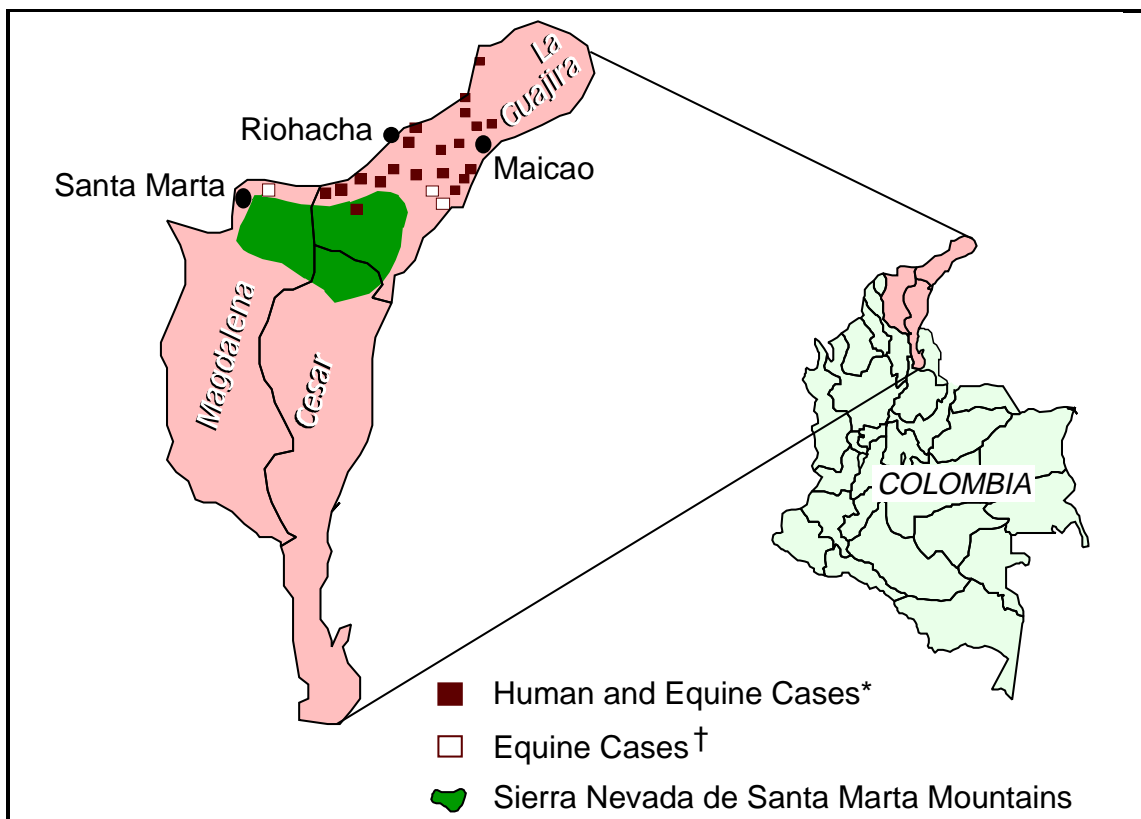 La
Guajira
Riohacha
Maicao
Santa Marta
Magdalena
Cesar
COLOMBIA
Human and Equine Cases*
Equine Cases†
Sierra Nevada de Santa Marta Mountains